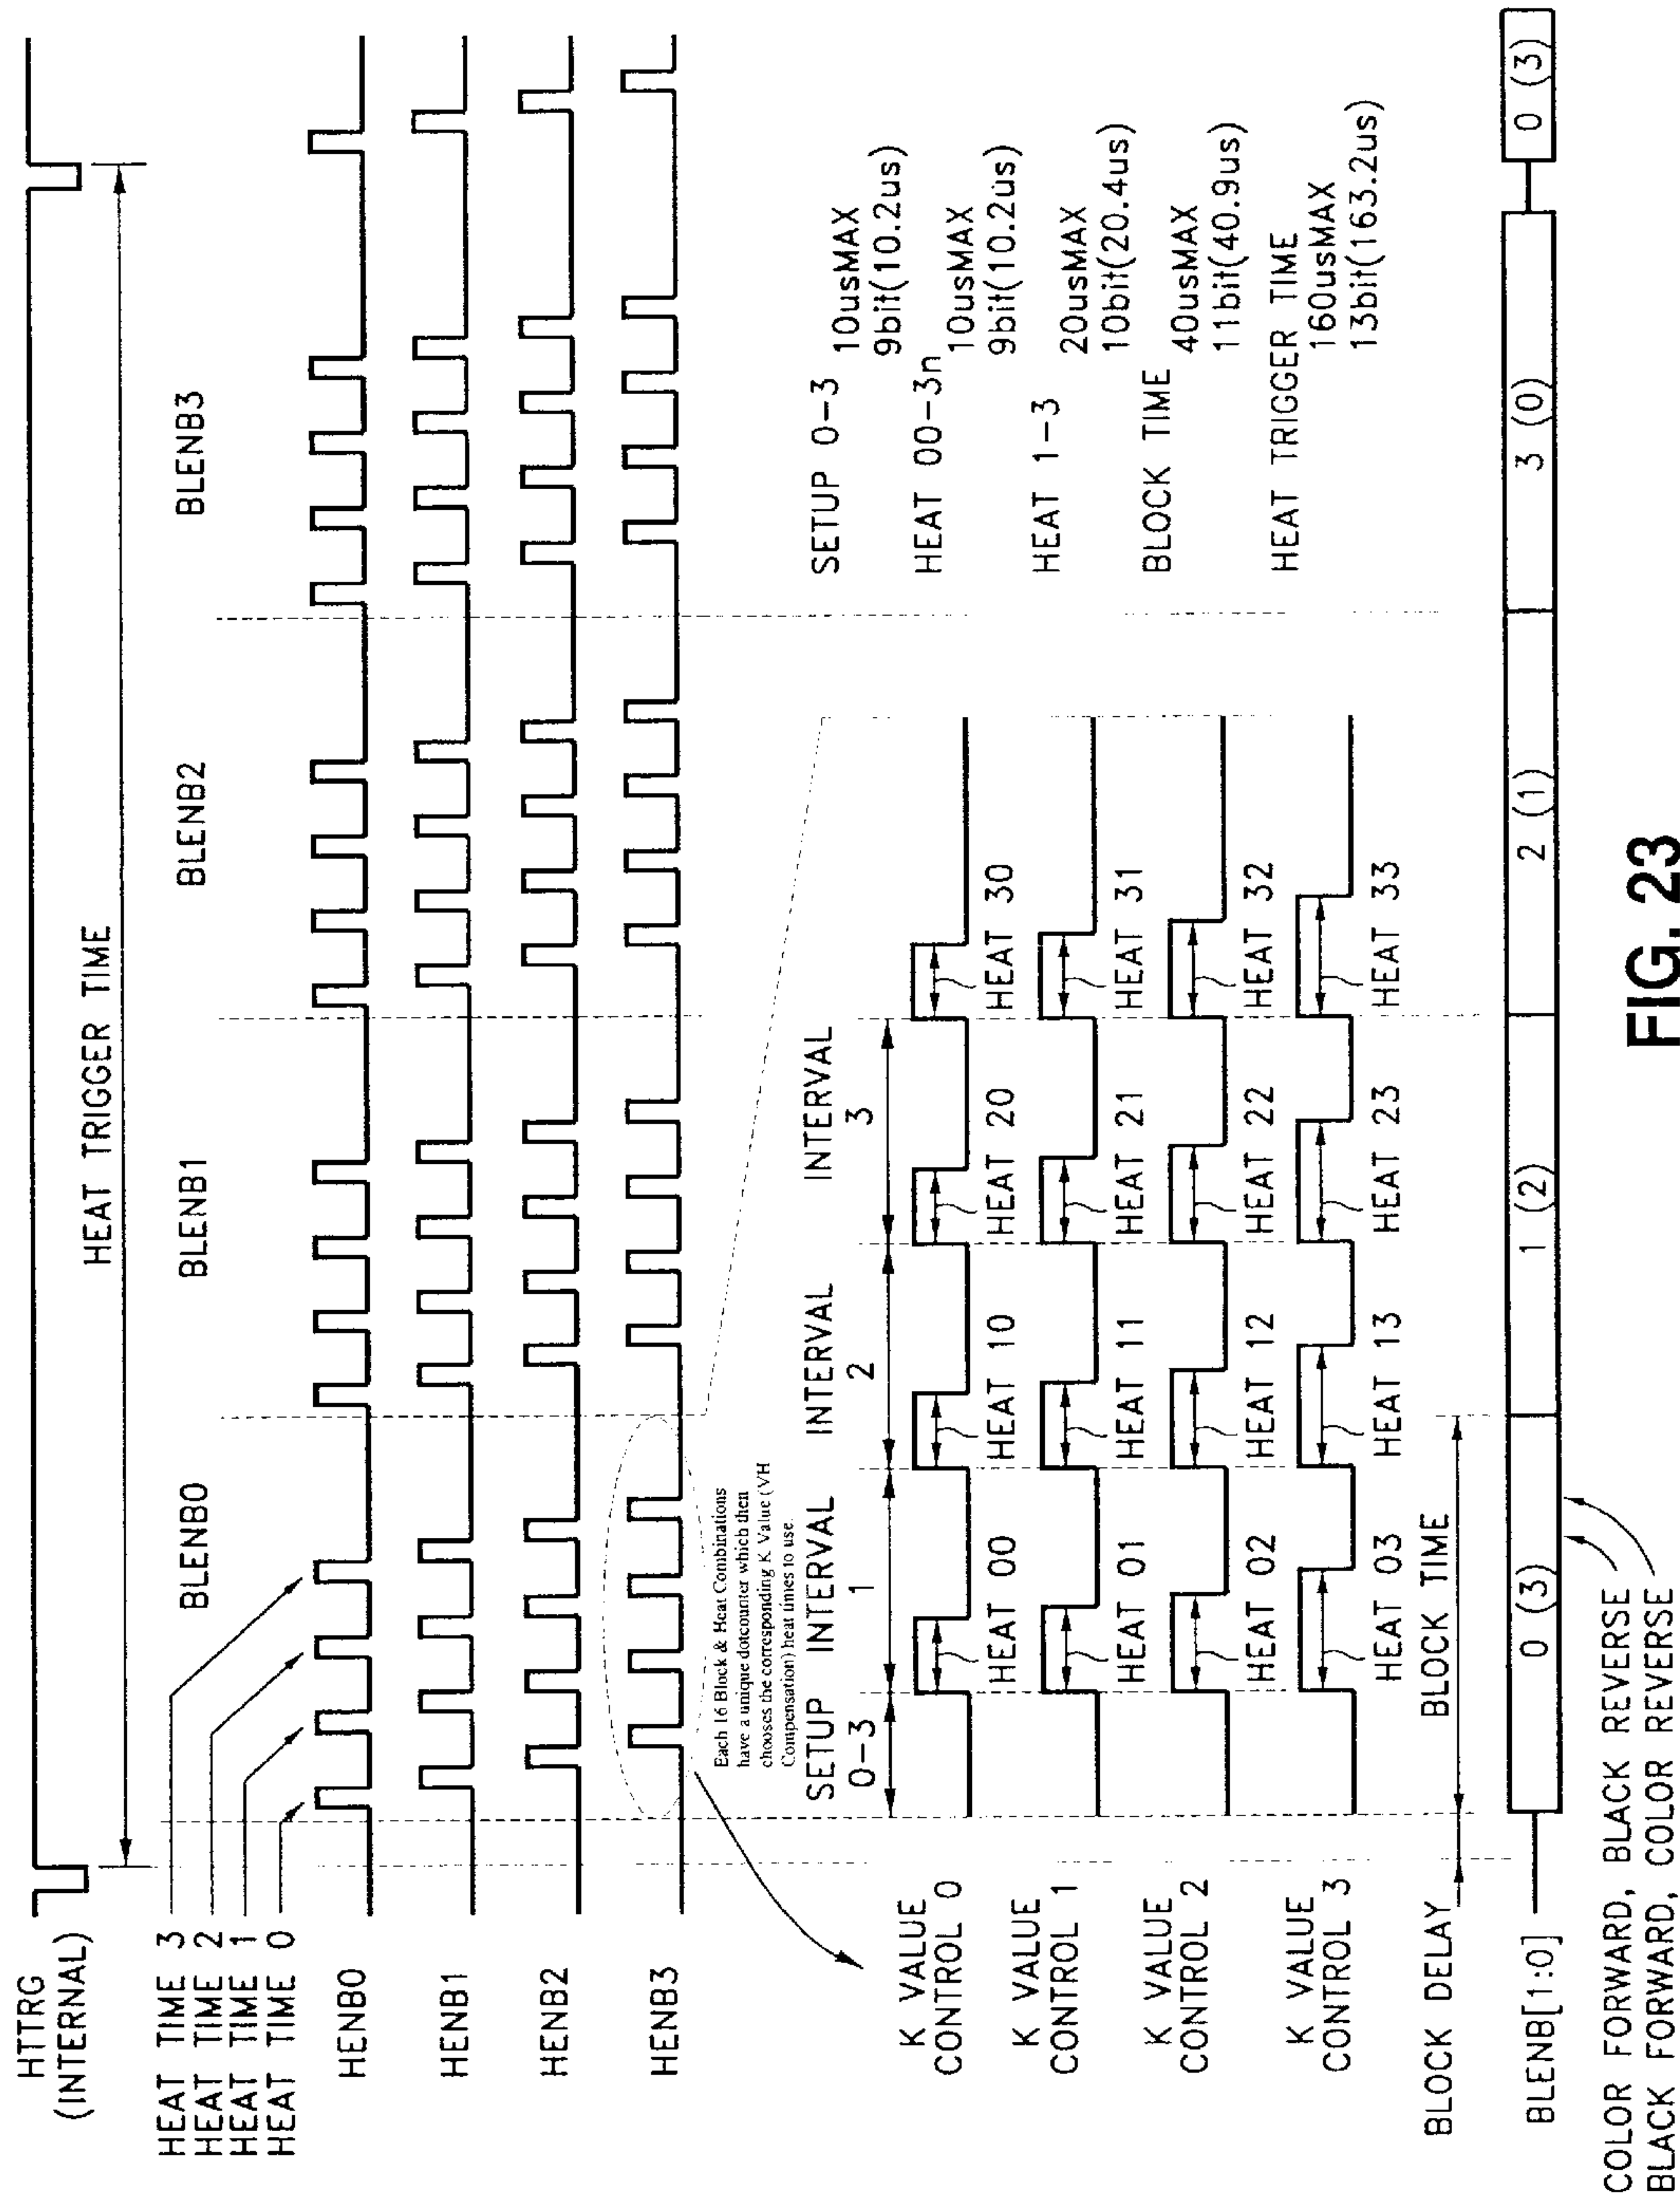 HTTRG
(INTERNAL)
HEAT TRIGGER TIME
HEAT TIME 3
HEAT TIME 2
HEAT TIME 1
HEAT TIME 0
BLENB0
BLENB1
BLENB2
BLENB3
HENB0
HENB1
HENB2
HENB3
Each 16 Block & Heat Combinations
have a unique dotcounter which then
chooses the corresponding K Value (VH
Compensation) heat times to use.
SETUP
0-3
INTERVAL
1
INTERVAL
2
INTERVAL
3
K VALUE
CONTROL 0
HEAT 00
HEAT 10
HEAT 20
HEAT 30
K VALUE
CONTROL 1
HEAT 01
HEAT 11
HEAT 21
HEAT 31
K VALUE
CONTROL 2
HEAT 02
HEAT 12
HEAT 22
HEAT 32
K VALUE
CONTROL 3
HEAT 03
HEAT 13
HEAT 23
HEAT 33
SETUP 0-3
10usMAX
9bit(10.2us)
HEAT 00-3n
10usMAX
9bit(10.2us)
HEAT 1-3
20usMAX
10bit(20.4us)
BLOCK TIME
40usMAX
11bit(40.9us)
HEAT TRIGGER TIME
160usMAX
13bit(163.2us)
BLOCK DELAY
BLOCK TIME
BLENB[1:0]
0 (3)
1 (2)
2 (1)
3 (0)
0 (3)
COLOR FORWARD, BLACK REVERSE
BLACK FORWARD, COLOR REVERSE
FIG. 23